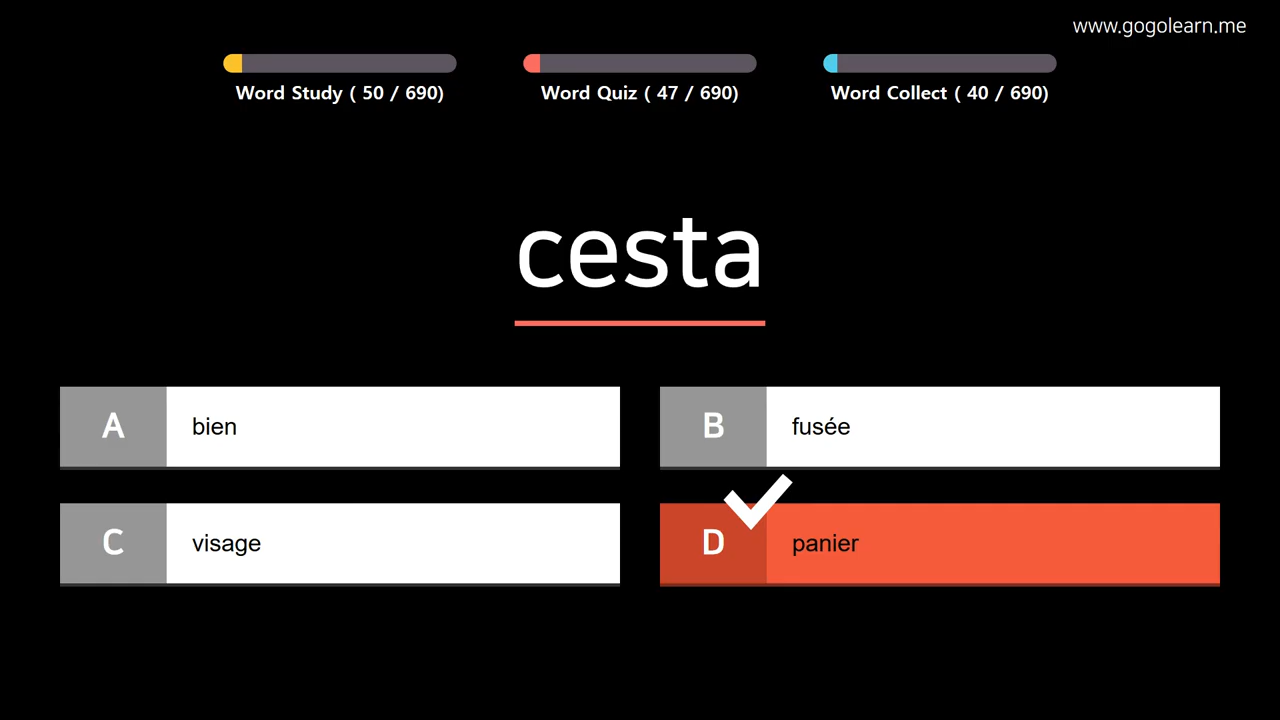 www.gogolearn.me
Word Study ( 50 / 690)
Word Quiz ( 47 / 690)
Word Collect ( 40 / 690)
cesta
A bien
B fusée
C visage
D panier